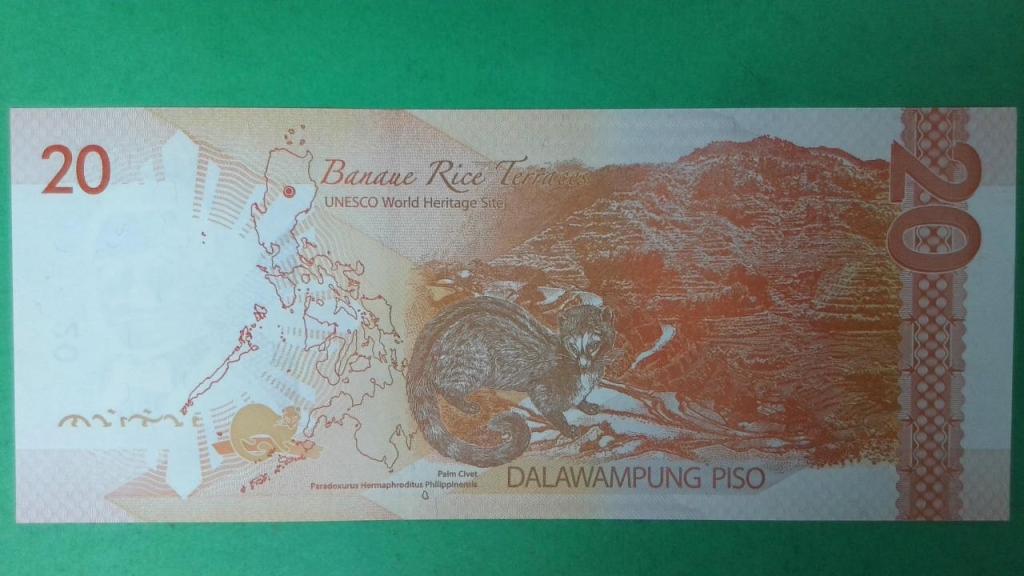 20
Banaue Rice Terraces
UNESCO World Heritage Site
20
Palm Civet
Paradoxurus Hermaphroditus Philippinensis
DALAWAMPUNG PISO